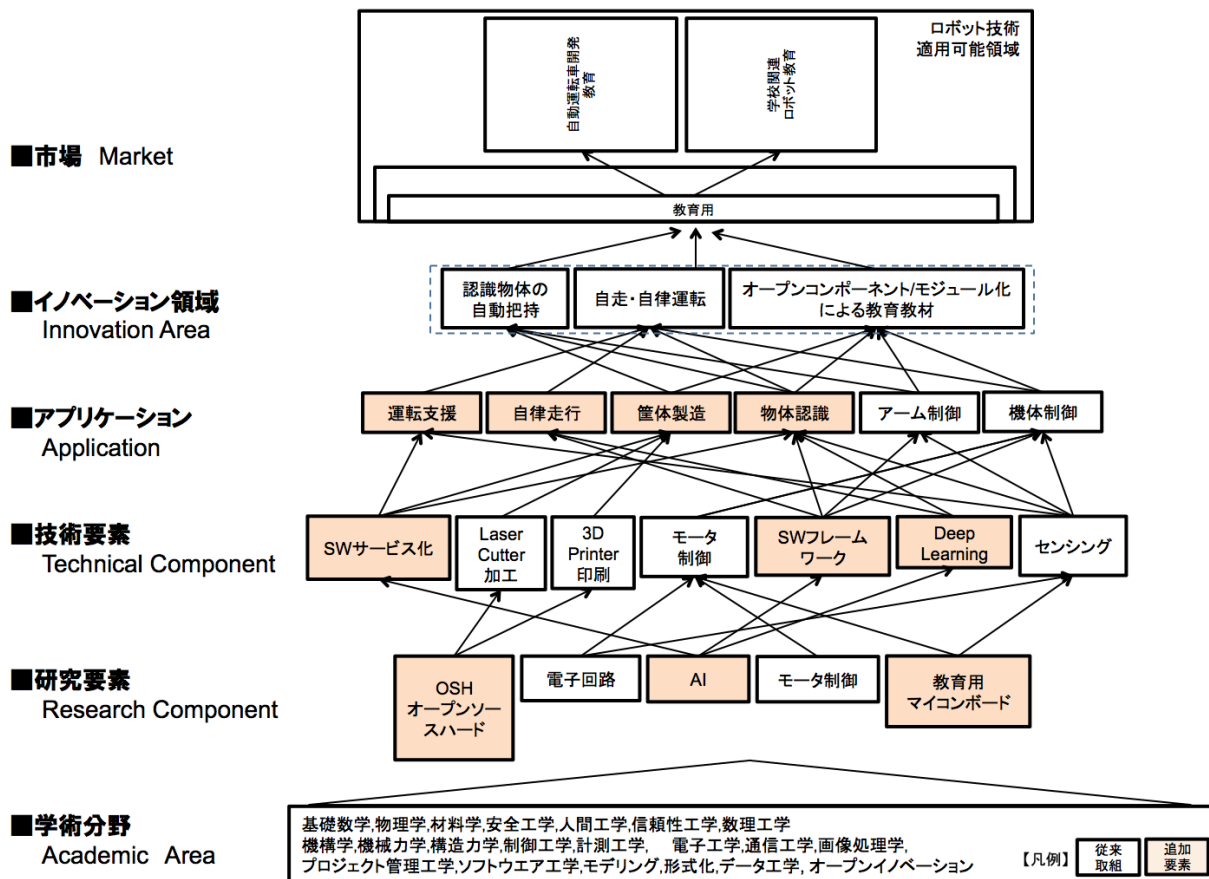 ロボット技術
適用可能領域
自動運転車開発
教育
学校関連
ロボット教育
■市場 Market
教育用
■イノベーション領域
Innovation Area
認識物体の
自動把持
自走・自律運転
オープンコンポーネント/モジュール化
による教育教材
■アプリケーション
Application
運転支援
自律走行
筐体製造
物体認識
アーム制御
機体制御
■技術要素
Technical Component
SWサービス化
Laser
Cutter
加工
3D
Printer
印刷
モータ
制御
SWフレーム
ワーク
Deep
Learning
センシング
■研究要素
Research Component
OSH
オープンソー
スハード
電子回路
AI
モータ制御
教育用
マイコンボード
■学術分野
Academic Area
基礎数学,物理学,材料学,安全工学,人間工学,信頼性工学,数理工学
機構学,機械力学,構造力学,制御工学,計測工学, 電子工学,通信工学,画像処理学,
プロジェクト管理工学,ソフトウエア工学,モデリング,形式化,データ工学, オープンイノベーション
【凡例】
従来
取組
追加
要素